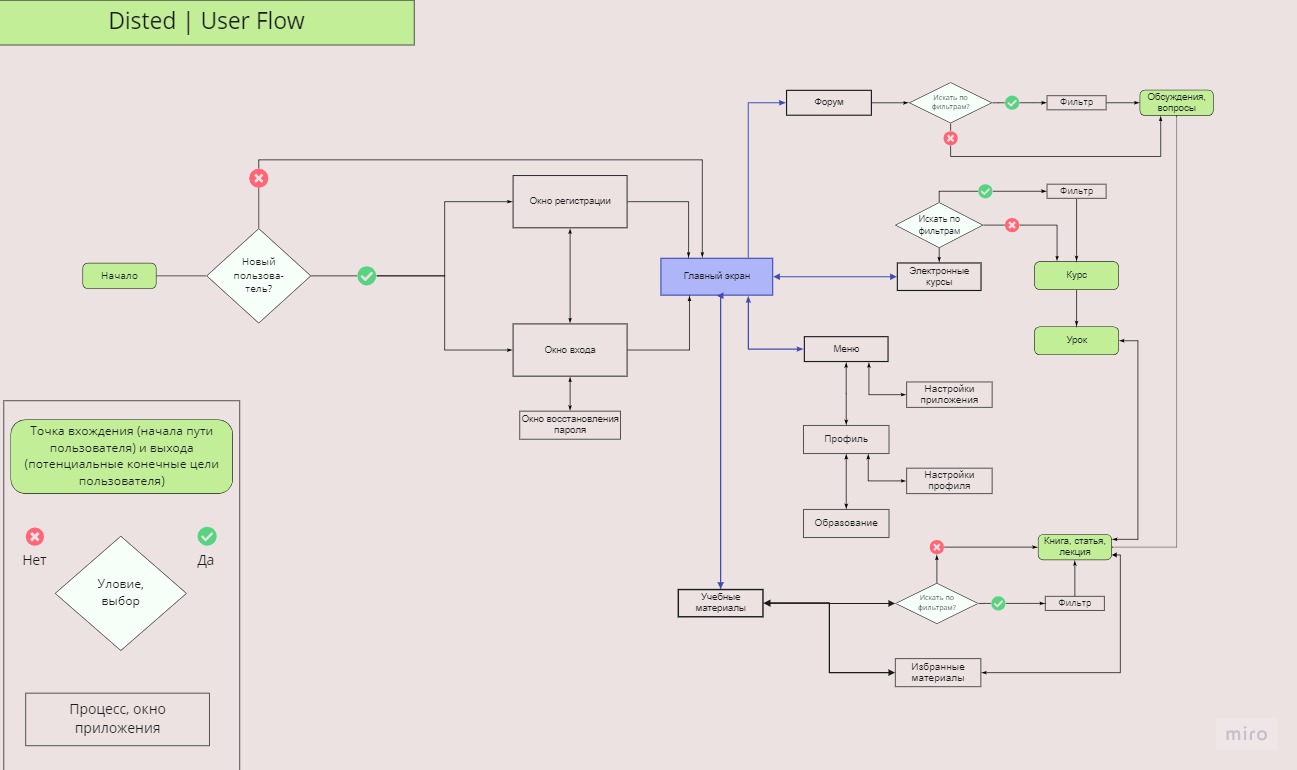 Disted | User Flow
Форум
Искать по
фильтрам?
Фильтр
Обсуждения,
вопросы
Окно регистрации
Искать по
фильтрам
Фильтр
Начало
Новый
пользова-
тель?
Главный экран
Электронные
курсы
Курс
Окно входа
Меню
Урок
Настройки
приложения
Окно восстановления
пароля
Профиль
Настройки
профиля
Образование
Точка вхождения (начала пути
пользователя) и выхода
(потенциальные конечные цели
пользователя)
Нет
Да
Уловие,
выбор
Процесс, окно
приложения
Книга, статья,
лекция
Учебные
материалы
Искать по
фильтрам?
Фильтр
Избранные
материалы
miro